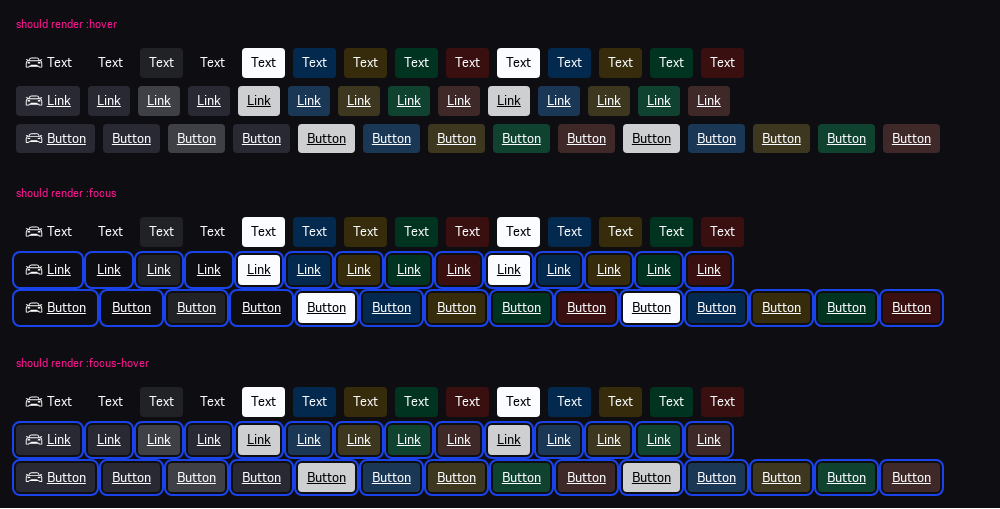 should render :hover
Text Text Text Text Text Text Text Text Text Text Text Text Text Text
Link Link Link Link Link Link Link Link Link Link Link Link Link Link
Button Button Button Button Button Button Button Button Button Button Button Button Button Button
should render :focus
Text Text Text Text Text Text Text Text Text Text Text Text Text Text
Link Link Link Link Link Link Link Link Link Link Link Link Link Link
Button Button Button Button Button Button Button Button Button Button Button Button Button Button
should render :focus-hover
Text Text Text Text Text Text Text Text Text Text Text Text Text Text
Link Link Link Link Link Link Link Link Link Link Link Link Link Link
Button Button Button Button Button Button Button Button Button Button Button Button Button Button